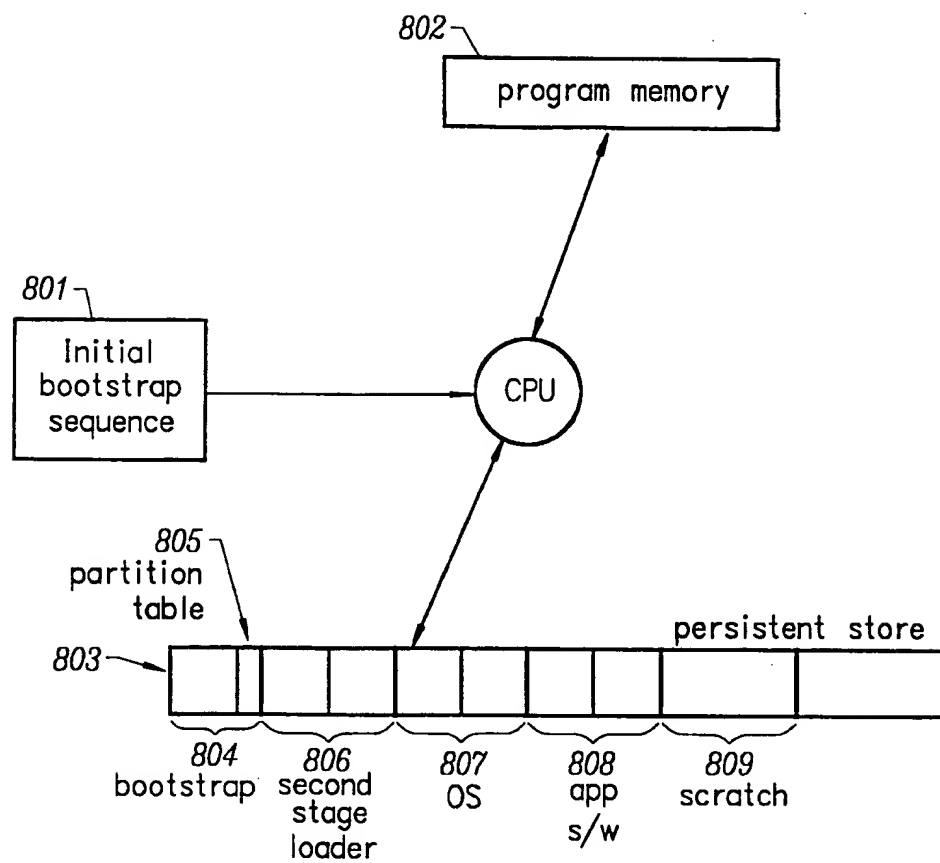 802
program memory
801
Initial
bootstrap
sequence
CPU
805
partition
table
persistent store
803
804
bootstrap
806
second
stage
loader
807
OS
808
app
s/w
809
scratch